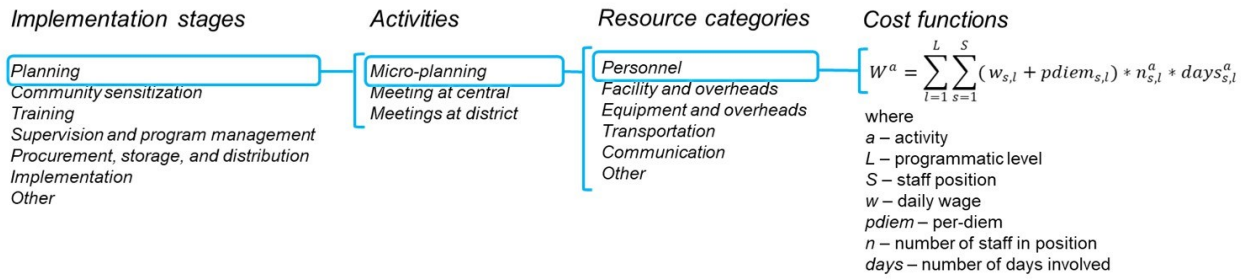 Implementation stages
Planning
Community sensitization
Training
Supervision and program management
Procurement, storage, and distribution
Implementation
Other
Activities
Micro-planning
Meeting at central
Meetings at district
Resource categories
Personnel
Facility and overheads
Equipment and overheads
Transportation
Communication
Other
Cost functions
$W^a = \sum_{l=1}^{L} \sum_{s=1}^{S} (w_{s,l} + pdiem_{s,l}) * n_{s,l}^a * days_{s,l}^a$
where
a – activity
L – programmatic level
S – staff position
w – daily wage
pdiem – per-diem
n – number of staff in position
days – number of days involved